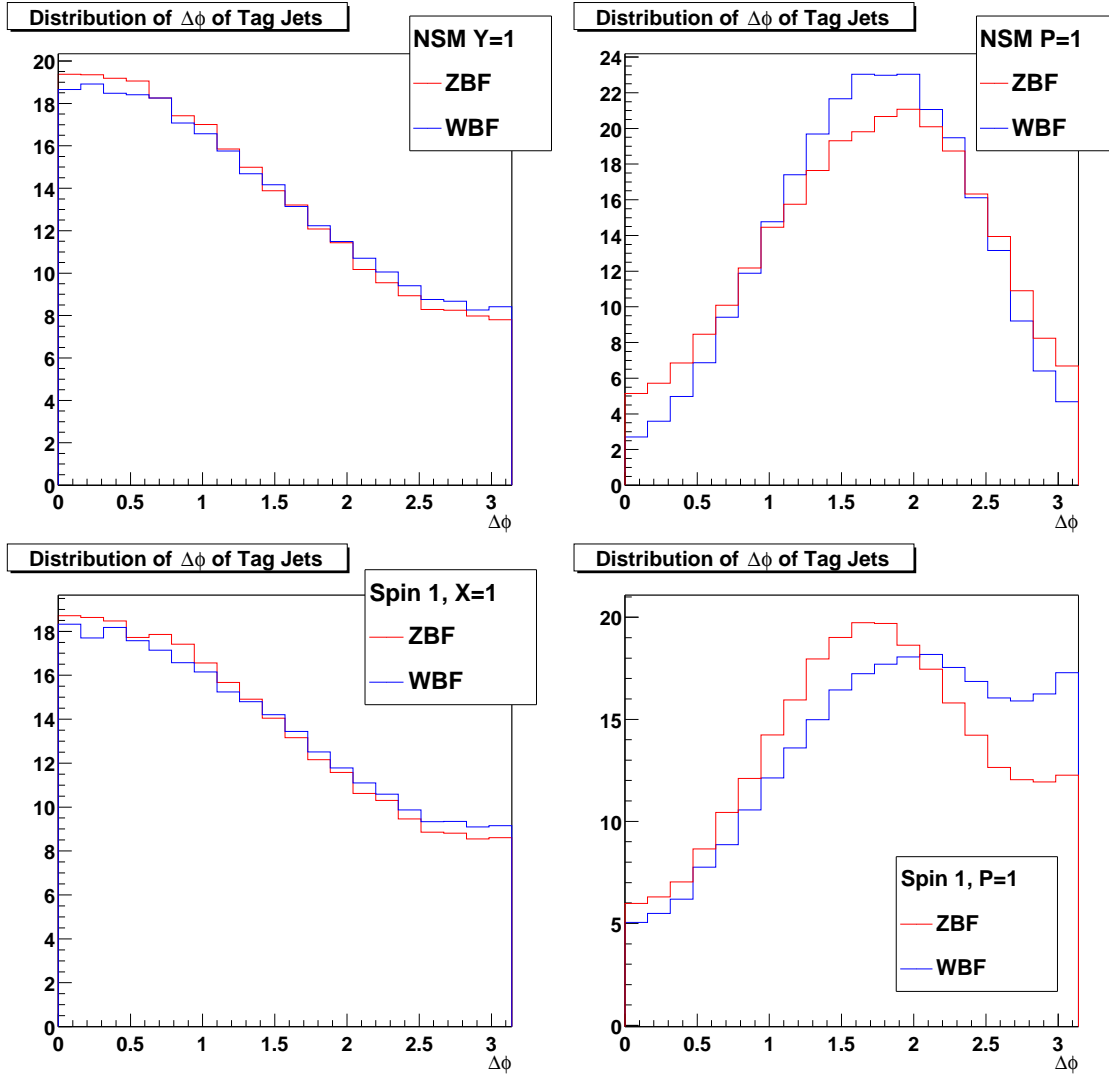 Distribution of Δϕ of Tag Jets
NSM Y=1
ZBF
WBF
20
18
16
14
12
10
8
6
4
2
0
0 0.5 1 1.5 2 2.5 3
Δϕ
Distribution of Δϕ of Tag Jets
NSM P=1
ZBF
WBF
24
22
20
18
16
14
12
10
8
6
4
2
0
0 0.5 1 1.5 2 2.5 3
Δϕ
Distribution of Δϕ of Tag Jets
Spin 1, X=1
ZBF
WBF
18
16
14
12
10
8
6
4
2
0
0 0.5 1 1.5 2 2.5 3
Δϕ
Distribution of Δϕ of Tag Jets
20
15
10
5
0
Spin 1, P=1
ZBF
WBF
0 0.5 1 1.5 2 2.5 3
Δϕ